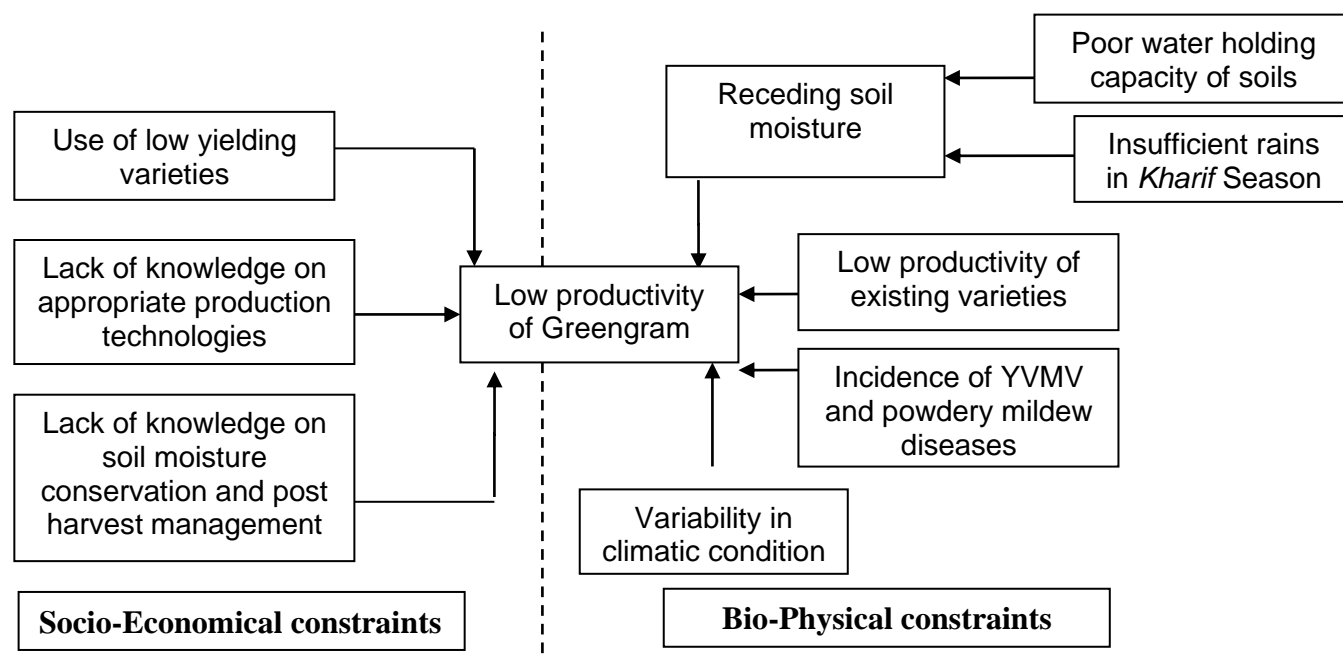 Poor water holding
capacity of soils
Receding soil
moisture
Use of low yielding
varieties
Insufficient rains
in Kharif Season
Lack of knowledge on
appropriate production
technologies
Low productivity
of Greengram
Low productivity of
existing varieties
Incidence of YVMV
and powdery mildew
diseases
Lack of knowledge on
soil moisture
conservation and post
harvest management
Variability in
climatic condition
Socio-Economical constraints
Bio-Physical constraints